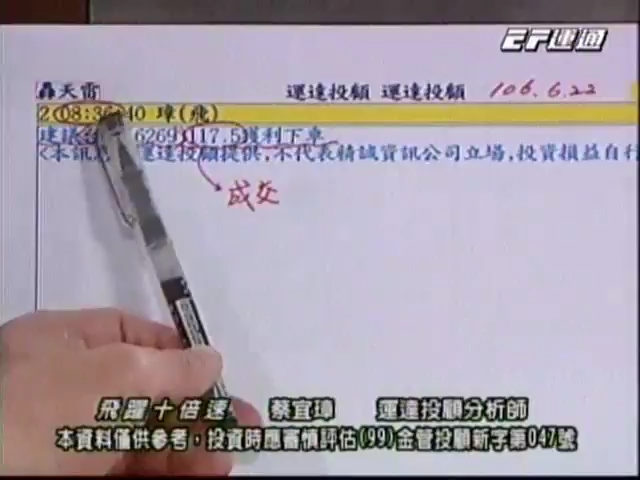 EF運通
轟天雷 運達投顧 運達投顧 106.6.22
2 08:36 40 璋(飛)
建議 6269 117.5獲利下車
<本訊息 運達投顧提供,不代表精誠資訊公司立場,投資損益自
成交
飛躍十倍速 蔡宜璋 運達投顧分析師
本資料僅供參考,投資時應審慎評估(99)金管投顧新字第047號